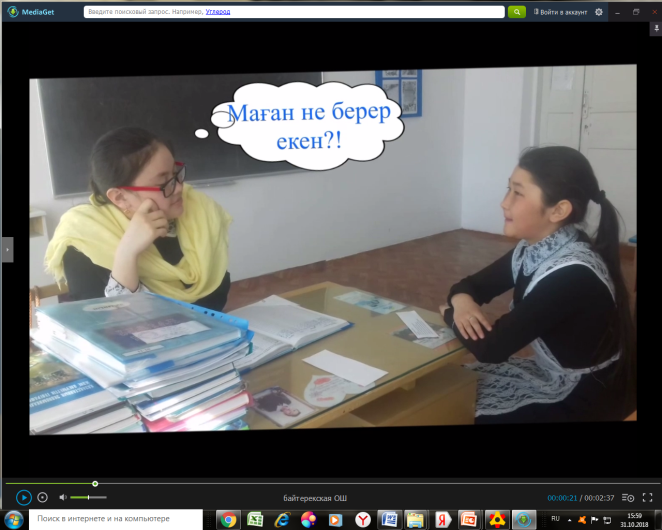 MediaGet
Введите поисковый запрос. Например, Углерод
Войти в аккаунт
Маған не берер
екен?!
байтерекская ОШ
00:00:21 / 00:02:37
Поиск в интернете и на компьютере
RU
15:59
31.10.2018